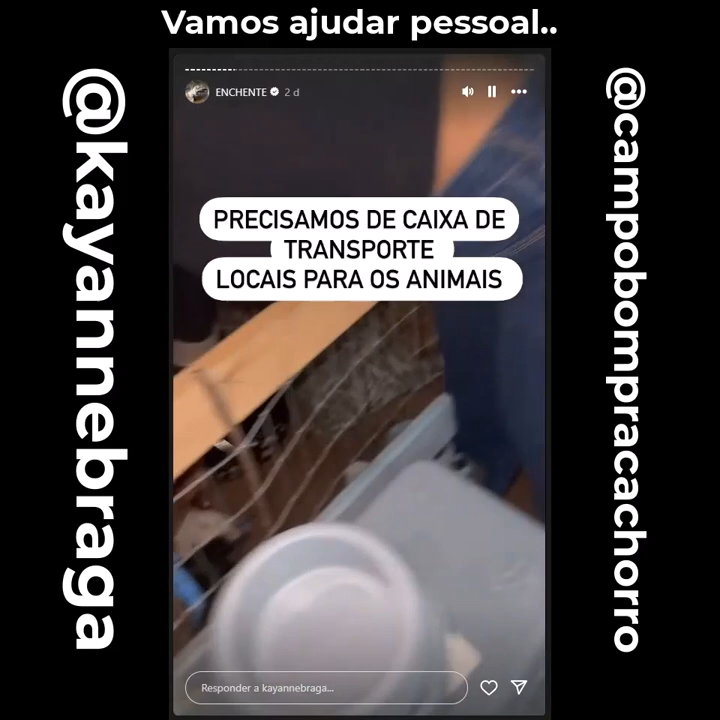 Vamos ajudar pessoal..
@kayannebraga
ENCHENTE 2 d
PRECISAMOS DE CAIXA DE
TRANSPORTE
LOCAIS PARA OS ANIMAIS
Responder a kayannebraga...
@campobompracachorro